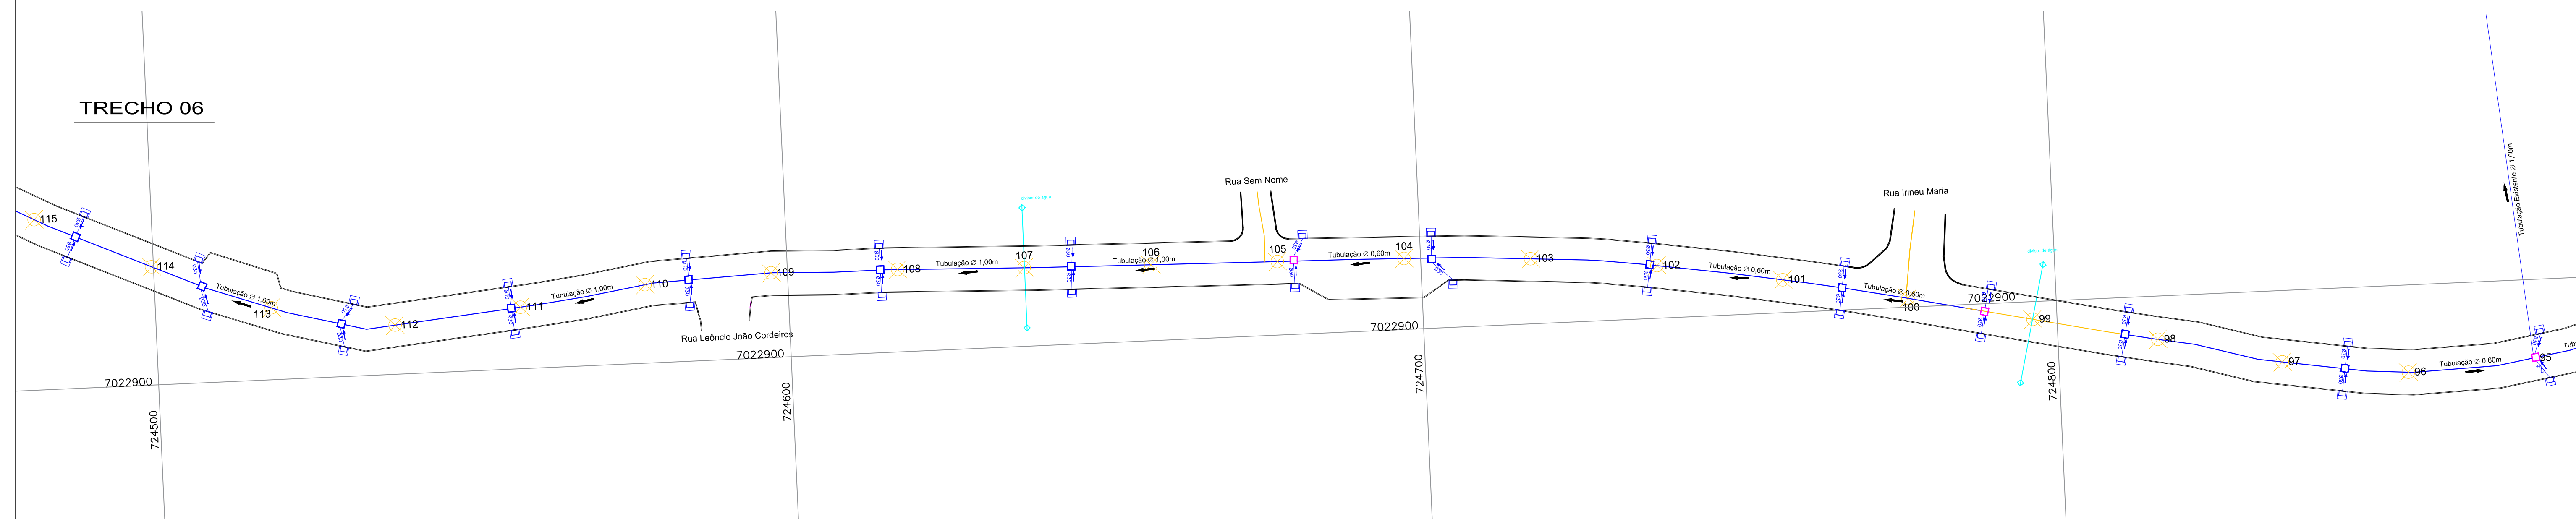 TRECHO 06
Rua Sem Nome
Rua Irineu Maria
Rua Leôncio João Cordeiros
Tubulação Existente Ø 1,00m
115
114
113
112
111
110
109
108
107
106
105
104
103
102
101
100
99
98
97
96
95
Tubulação Ø 1,00m
Tubulação Ø 1,00m
Tubulação Ø 1,00m
Tubulação Ø 1,00m
Tubulação Ø 0,60m
Tubulação Ø 0,60m
Tubulação Ø 0,60m
Tubulação Ø 0,60m
7022900
7022900
7022900
7022900
724500
724600
724700
724800